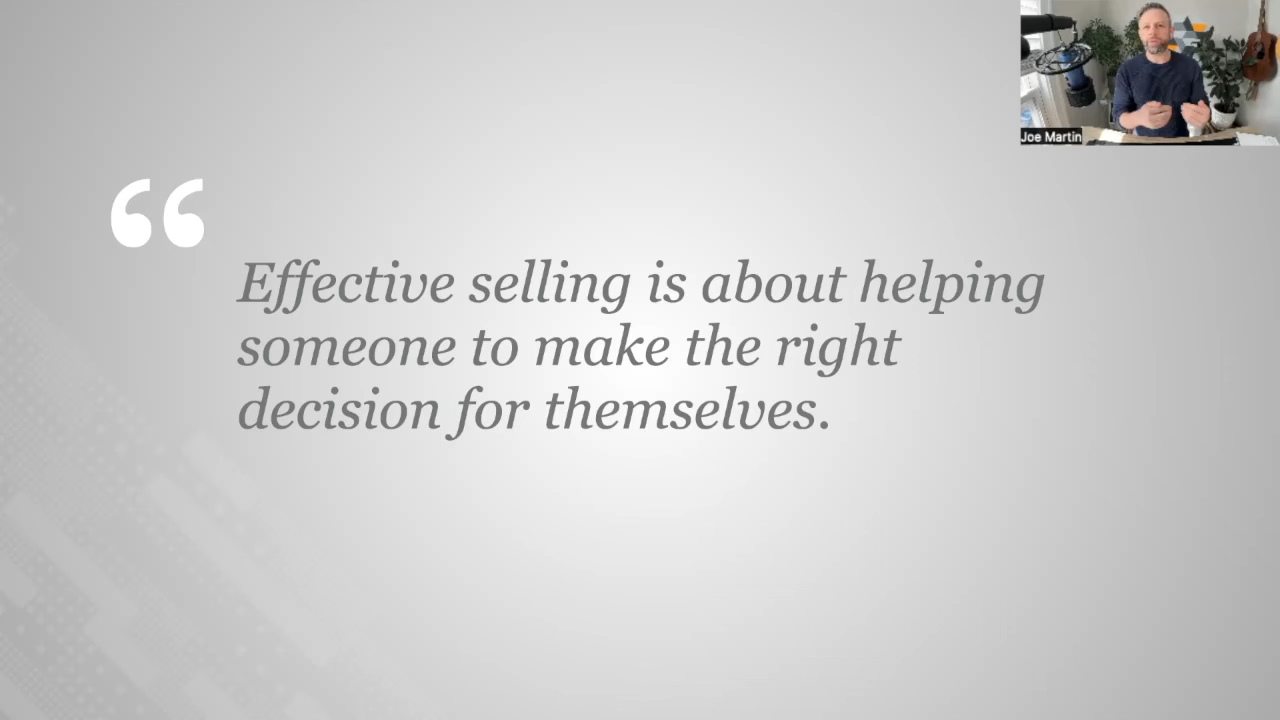 Joe Martin
“
Effective selling is about helping
someone to make the right
decision for themselves.